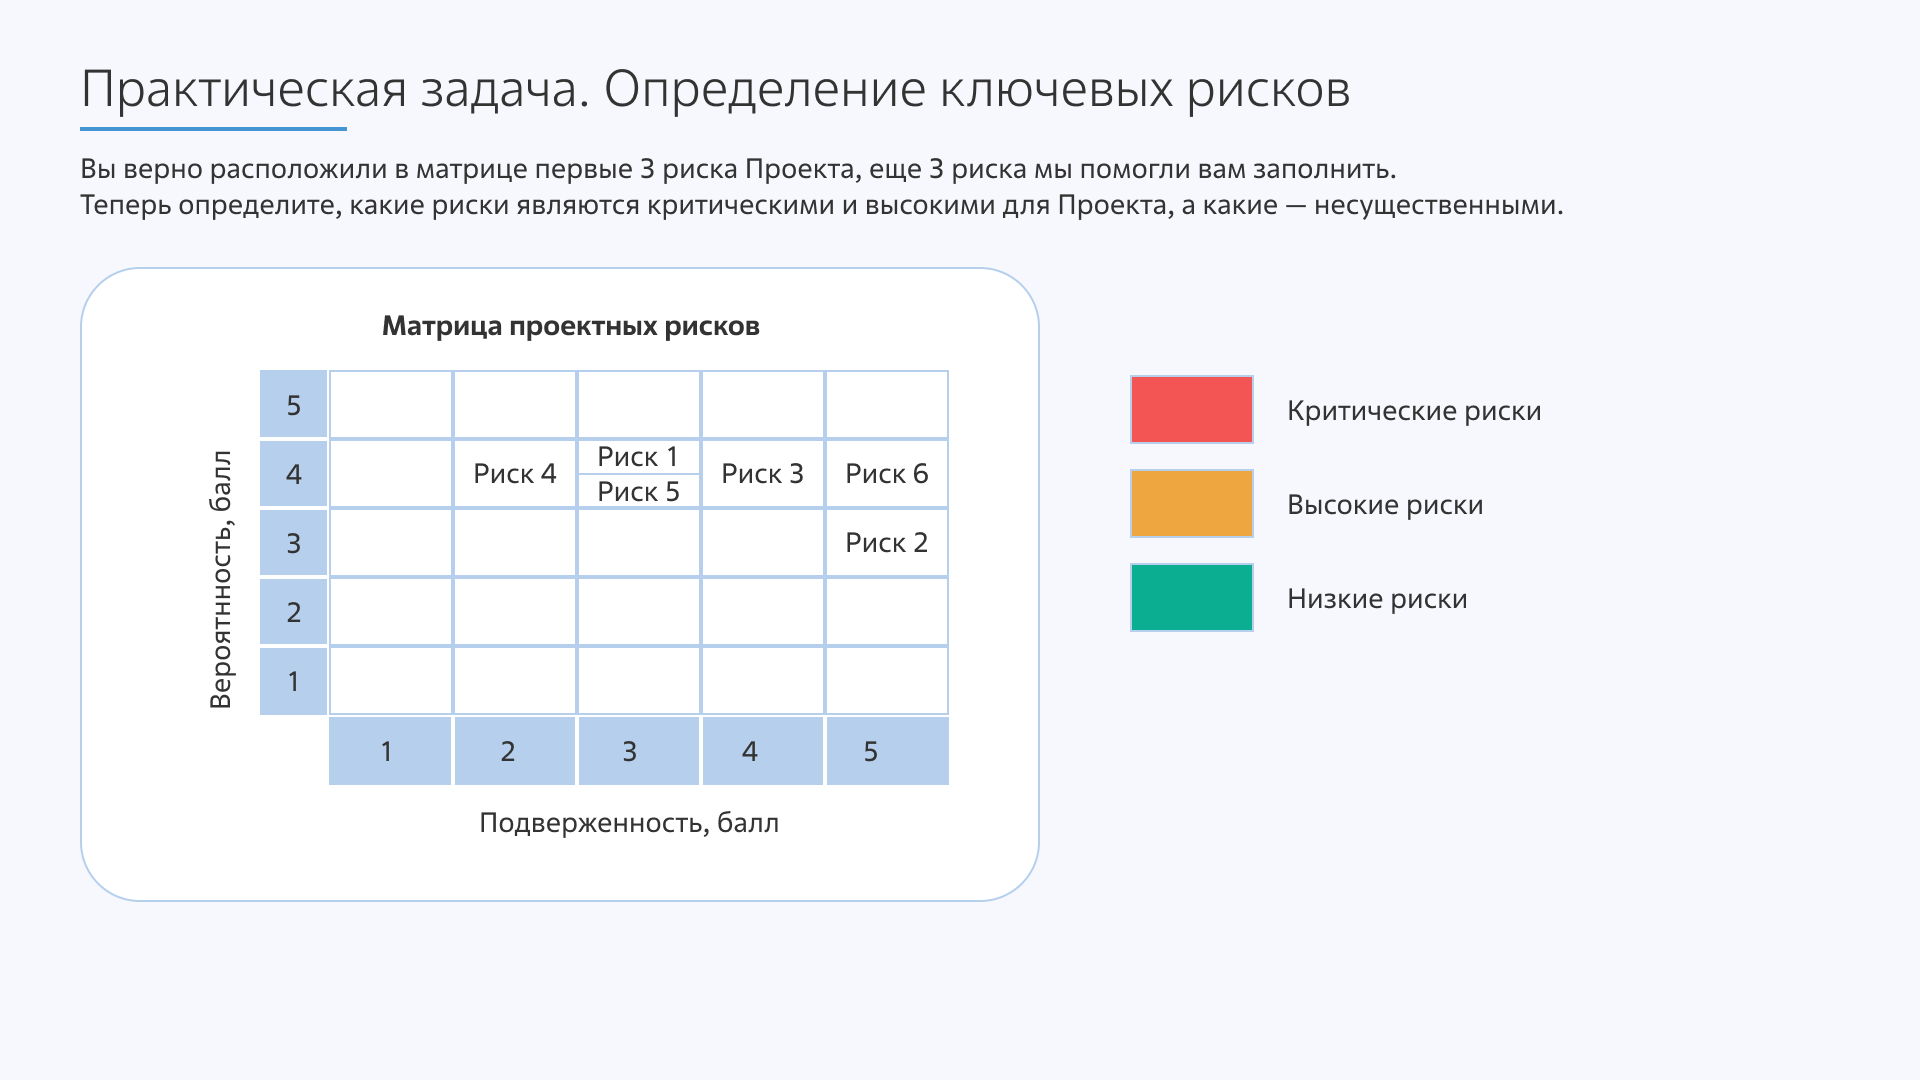 Практическая задача. Определение ключевых рисков
Вы верно расположили в матрице первые 3 риска Проекта, еще 3 риска мы помогли вам заполнить.
Теперь определите, какие риски являются критическими и высокими для Проекта, а какие — несущественными.
Матрица проектных рисков
Вероятнность, балл
5
4 Риск 4 Риск 1 Риск 3 Риск 6
Риск 5
3 Риск 2
2
1
1 2 3 4 5
Подверженность, балл
Критические риски
Высокие риски
Низкие риски